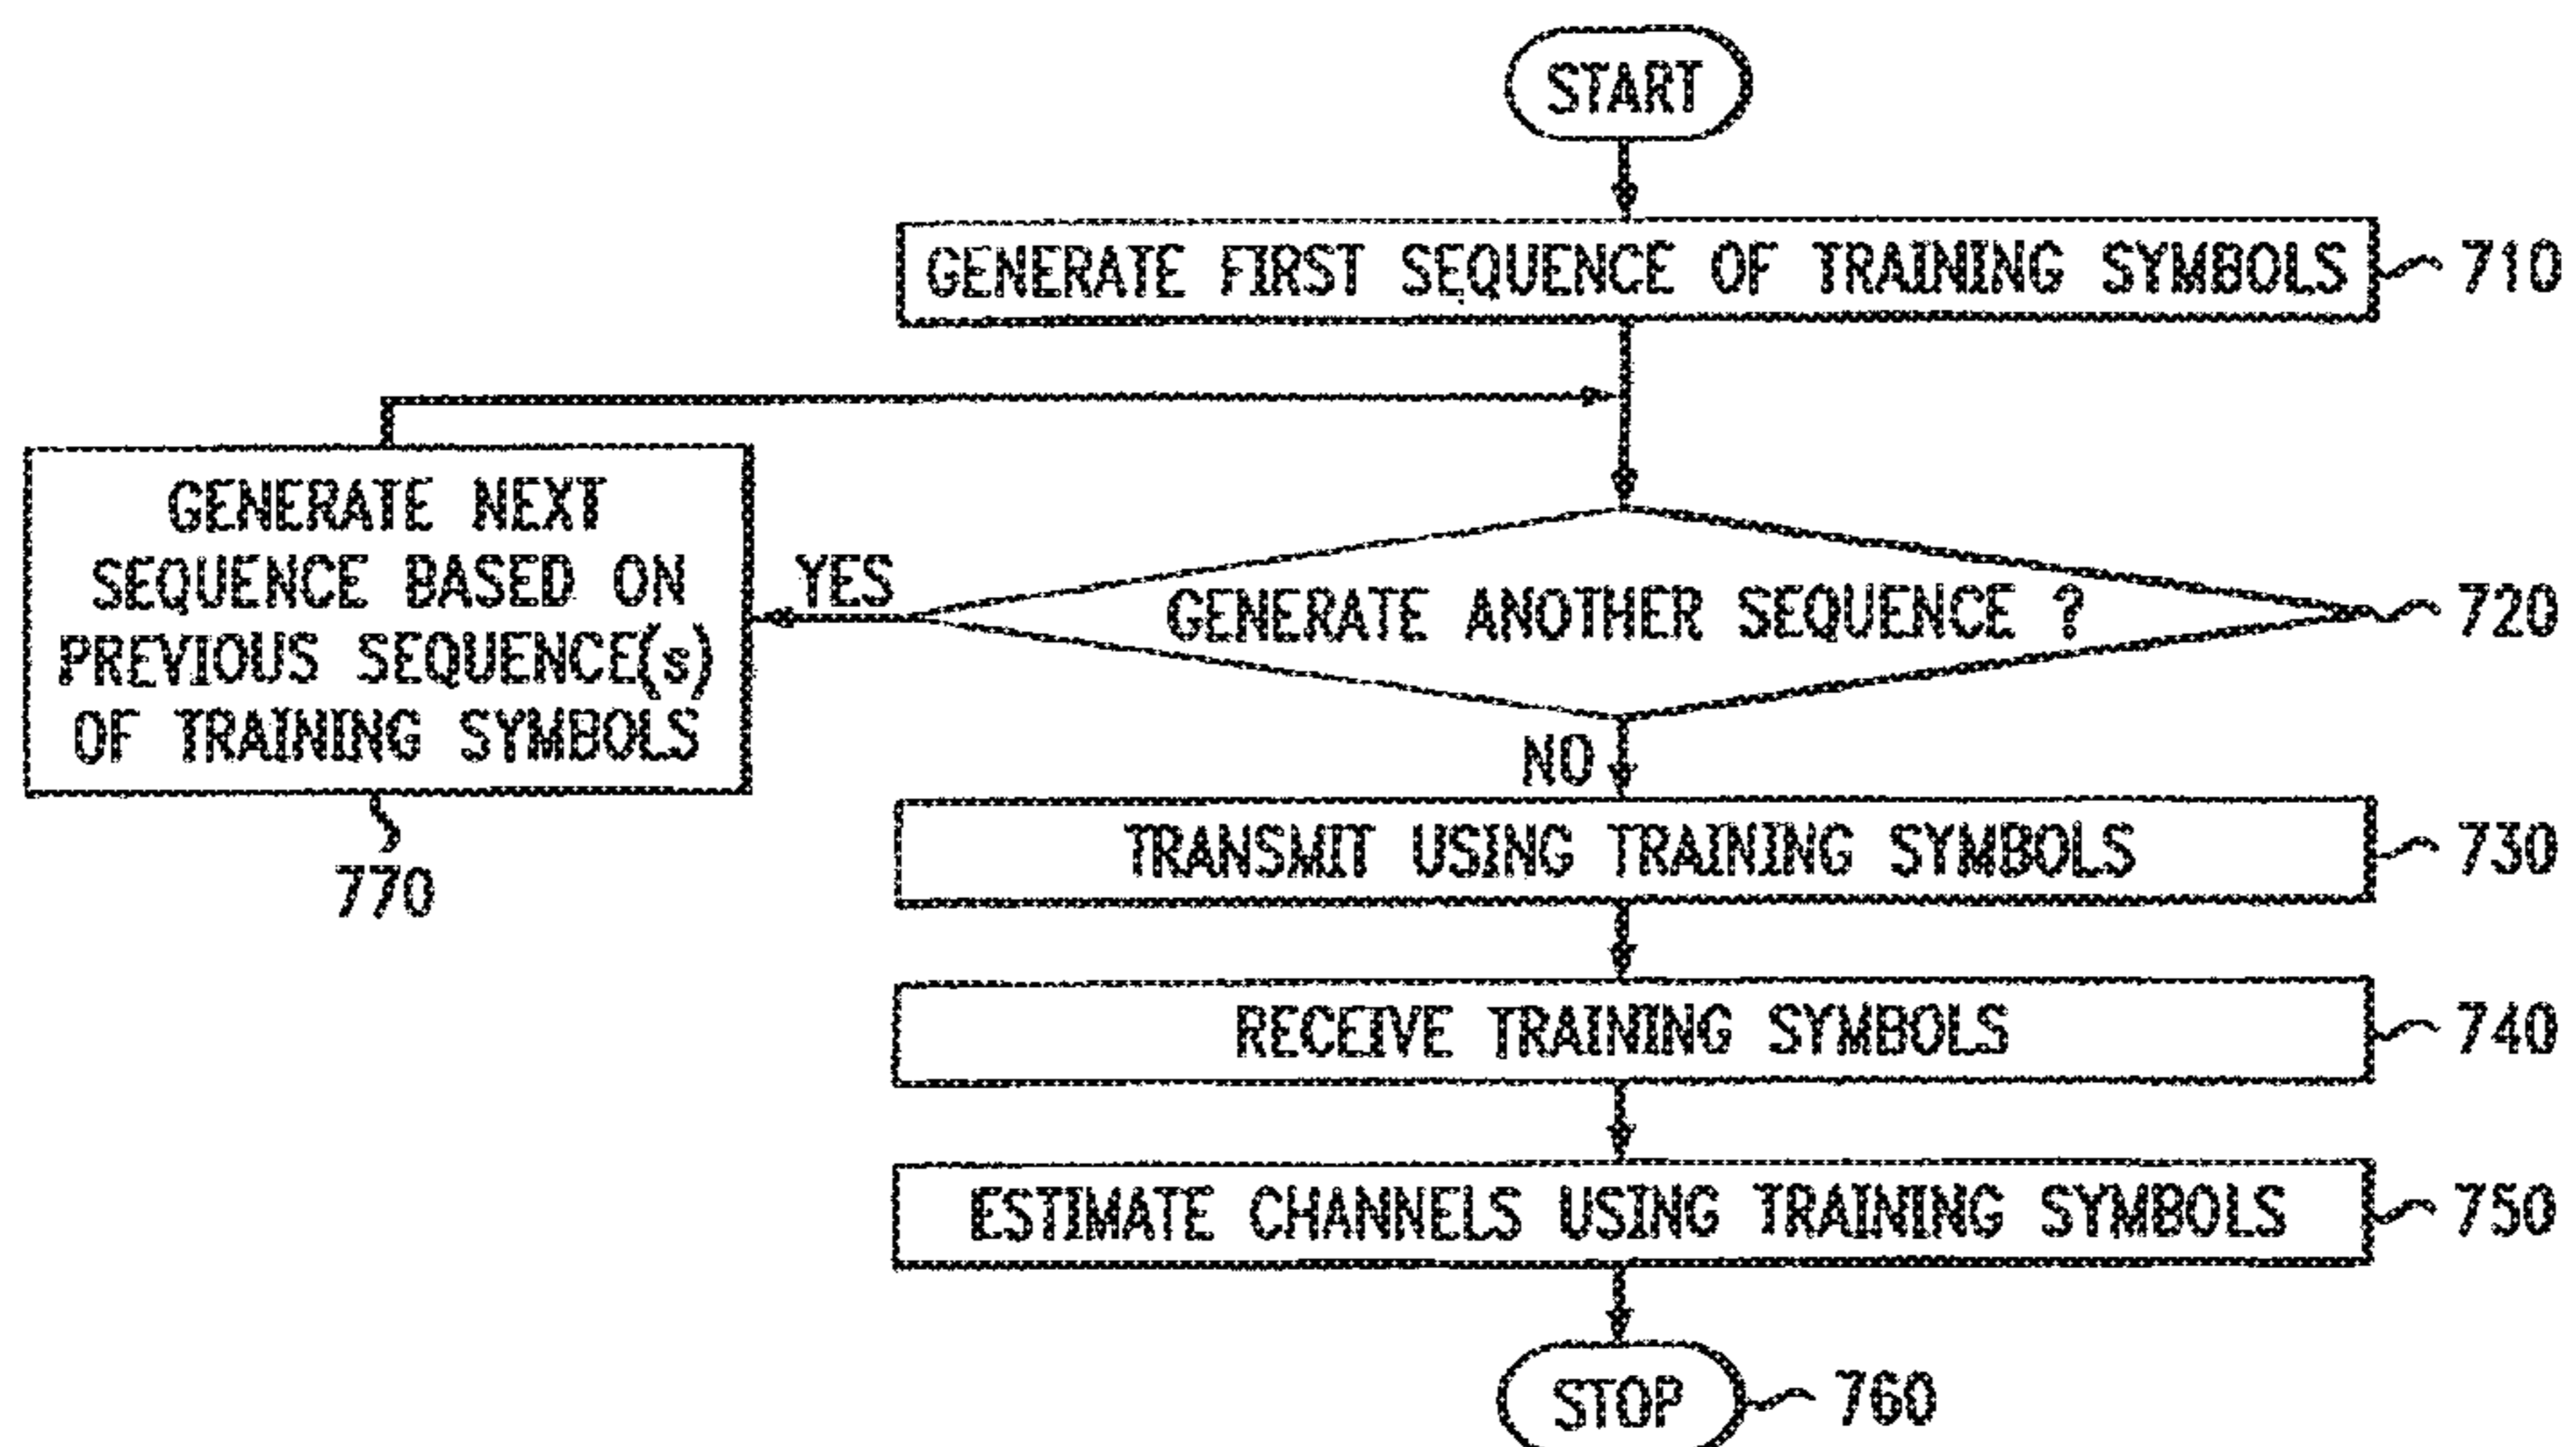 START
GENERATE FIRST SEQUENCE OF TRAINING SYMBOLS
710
GENERATE NEXT
SEQUENCE BASED ON
PREVIOUS SEQUENCE(s)
OF TRAINING SYMBOLS
770
YES
GENERATE ANOTHER SEQUENCE ?
720
NO
TRANSMIT USING TRAINING SYMBOLS
730
RECEIVE TRAINING SYMBOLS
740
ESTIMATE CHANNELS USING TRAINING SYMBOLS
750
STOP
760